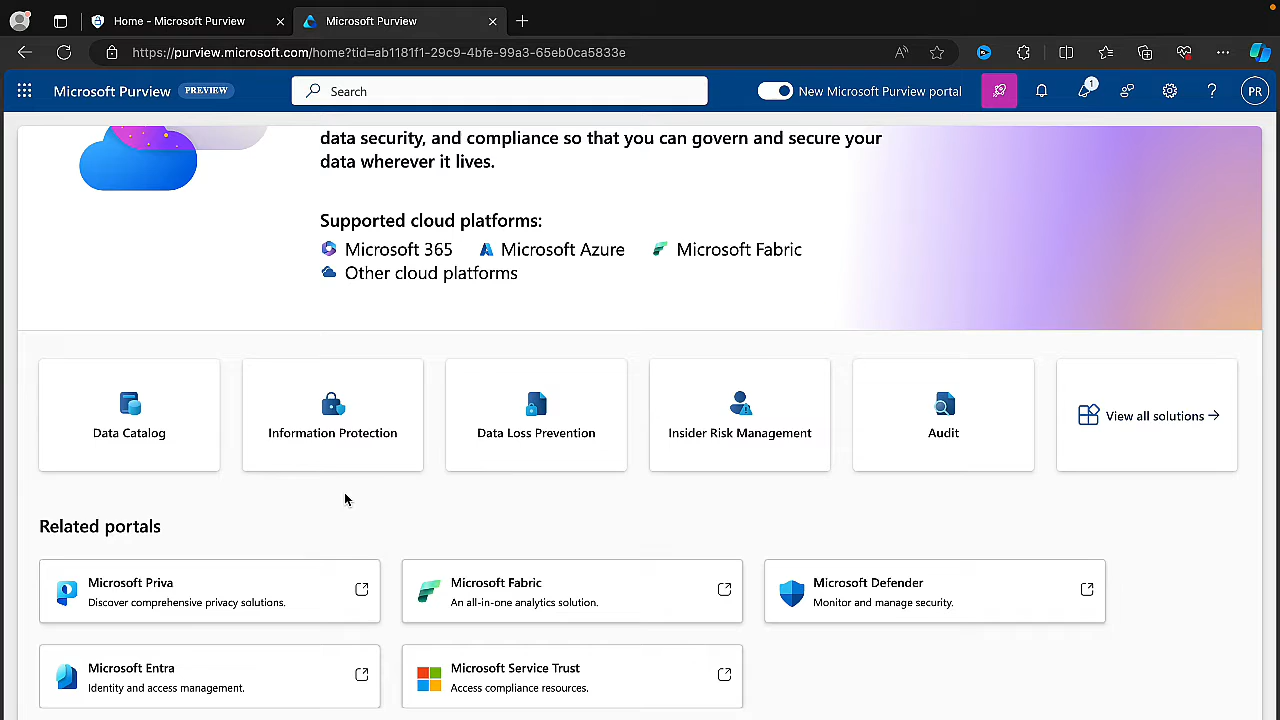 Home - Microsoft Purview
Microsoft Purview
https://purview.microsoft.com/home?tid=ab1181f1-29c9-4bfe-99a3-65eb0ca5833e
Microsoft Purview PREVIEW
Search
New Microsoft Purview portal
1
PR
data security, and compliance so that you can govern and secure your
data wherever it lives.
Supported cloud platforms:
Microsoft 365 Microsoft Azure Microsoft Fabric
Other cloud platforms
Data Catalog
Information Protection
Data Loss Prevention
Insider Risk Management
Audit
View all solutions
Related portals
Microsoft Priva
Discover comprehensive privacy solutions.
Microsoft Fabric
An all-in-one analytics solution.
Microsoft Defender
Monitor and manage security.
Microsoft Entra
Identity and access management.
Microsoft Service Trust
Access compliance resources.